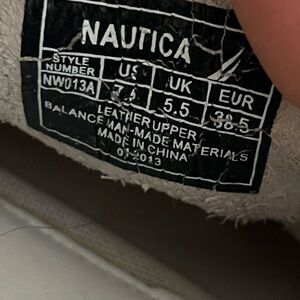 NAUTICA
STYLE NUMBER US UK EUR
NW013A 7.5 5.5 38.5
LEATHER UPPER
BALANCE MAN-MADE MATERIALS
MADE IN CHINA
01-2013